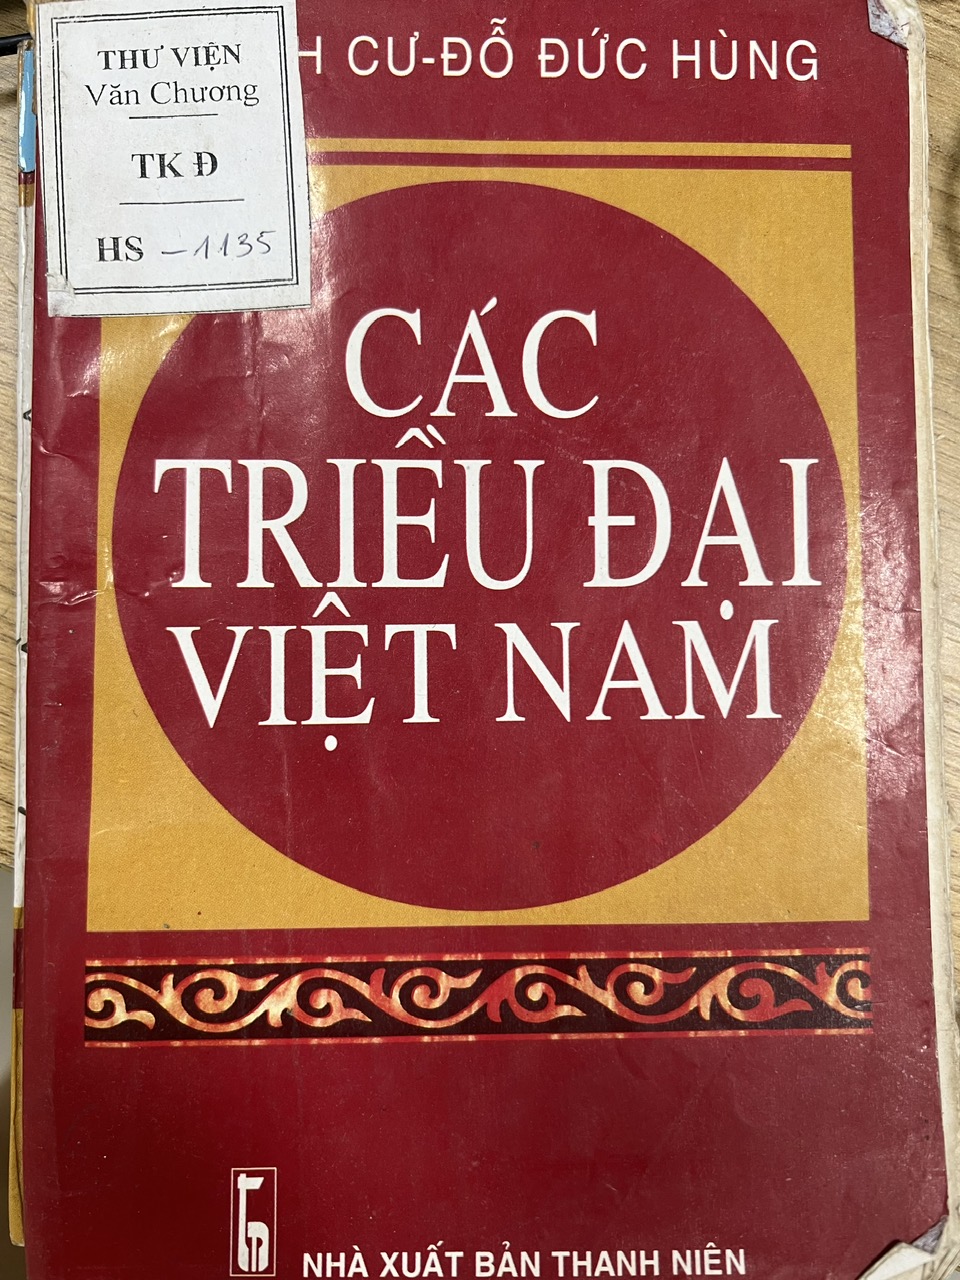 THƯ VIỆN
Văn Chương
TK Đ
HS -1135
CƯ-ĐỖ ĐỨC HÙNG
CÁC
TRIỀU ĐẠI
VIỆT NAM
NHÀ XUẤT BẢN THANH NIÊN